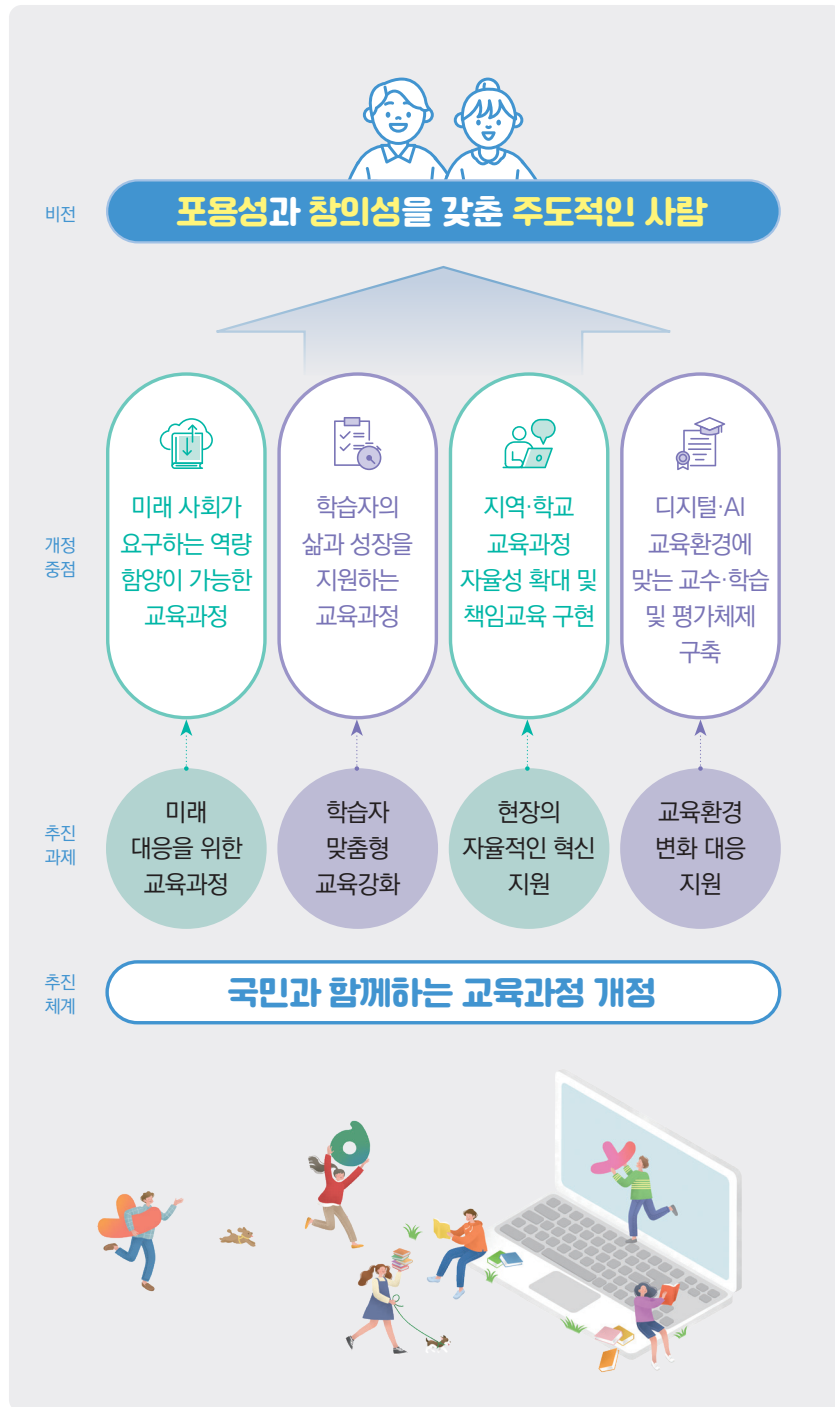 비전
포용성과 창의성을 갖춘 주도적인 사람
개정
중점
미래 사회가
요구하는 역량
함양이 가능한
교육과정
학습자의
삶과 성장을
지원하는
교육과정
지역·학교
교육과정
자율성 확대 및
책임교육 구현
디지털·AI
교육환경에
맞는 교수·학습
및 평가체제
구축
추진
과제
미래
대응을 위한
교육과정
학습자
맞춤형
교육강화
현장의
자율적인 혁신
지원
교육환경
변화 대응
지원
추진
체계
국민과 함께하는 교육과정 개정